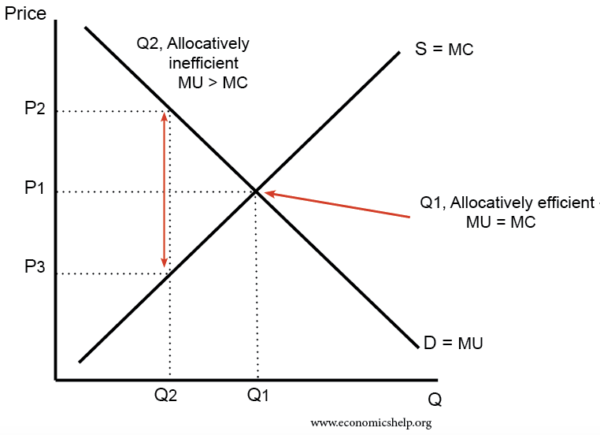 Price
Q2, Allocatively
inefficient
MU > MC
S = MC
P2
P1
Q1, Allocatively efficient -
MU = MC
P3
D = MU
Q2
Q1
Q
www.economicshelp.org